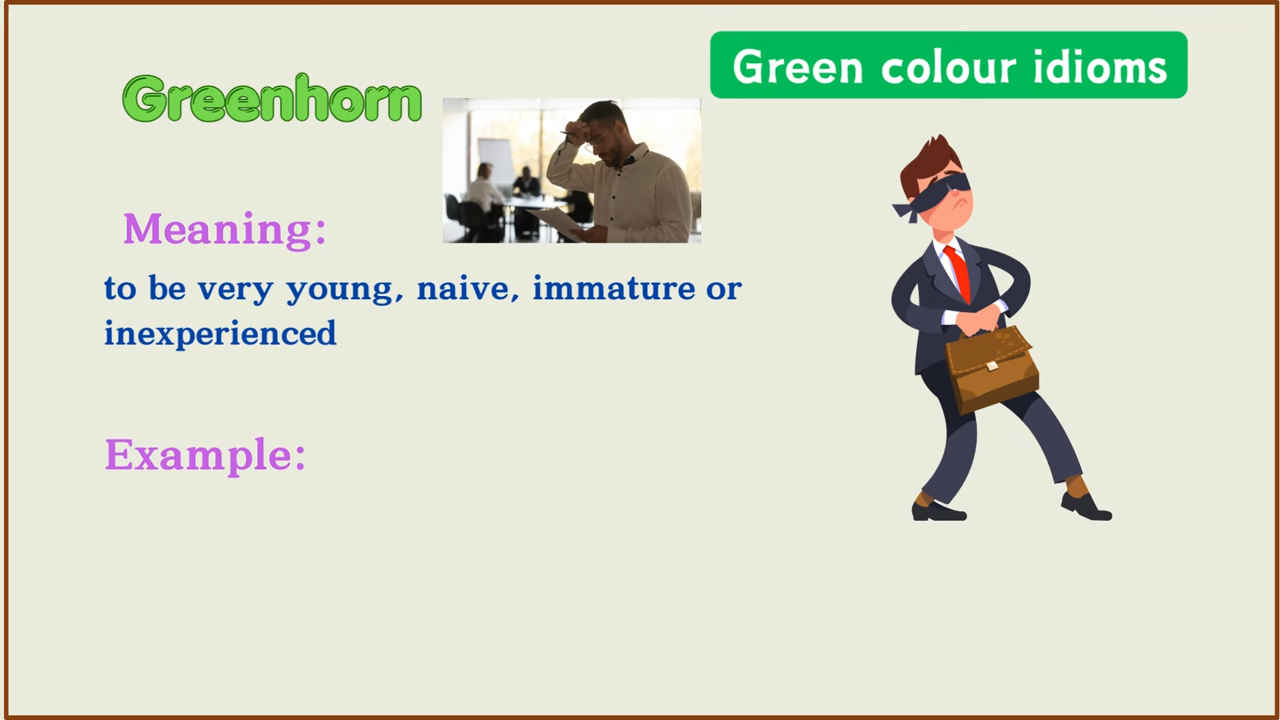 Green colour idioms
Greenhorn
Meaning:
to be very young, naive, immature or
inexperienced
Example: